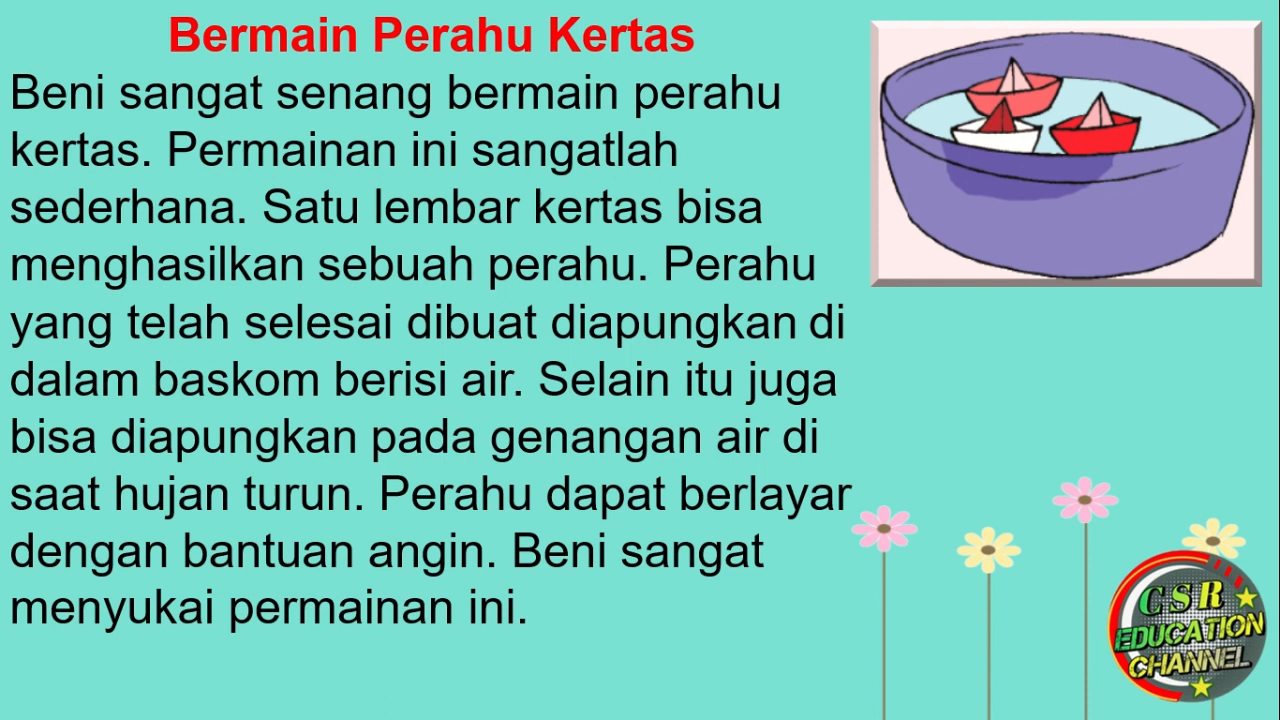 Bermain Perahu Kertas
Beni sangat senang bermain perahu
kertas. Permainan ini sangatlah
sederhana. Satu lembar kertas bisa
menghasilkan sebuah perahu. Perahu
yang telah selesai dibuat diapungkan di
dalam baskom berisi air. Selain itu juga
bisa diapungkan pada genangan air di
saat hujan turun. Perahu dapat berlayar
dengan bantuan angin. Beni sangat
menyukai permainan ini.
CSR
EDUCATION
CHANNEL